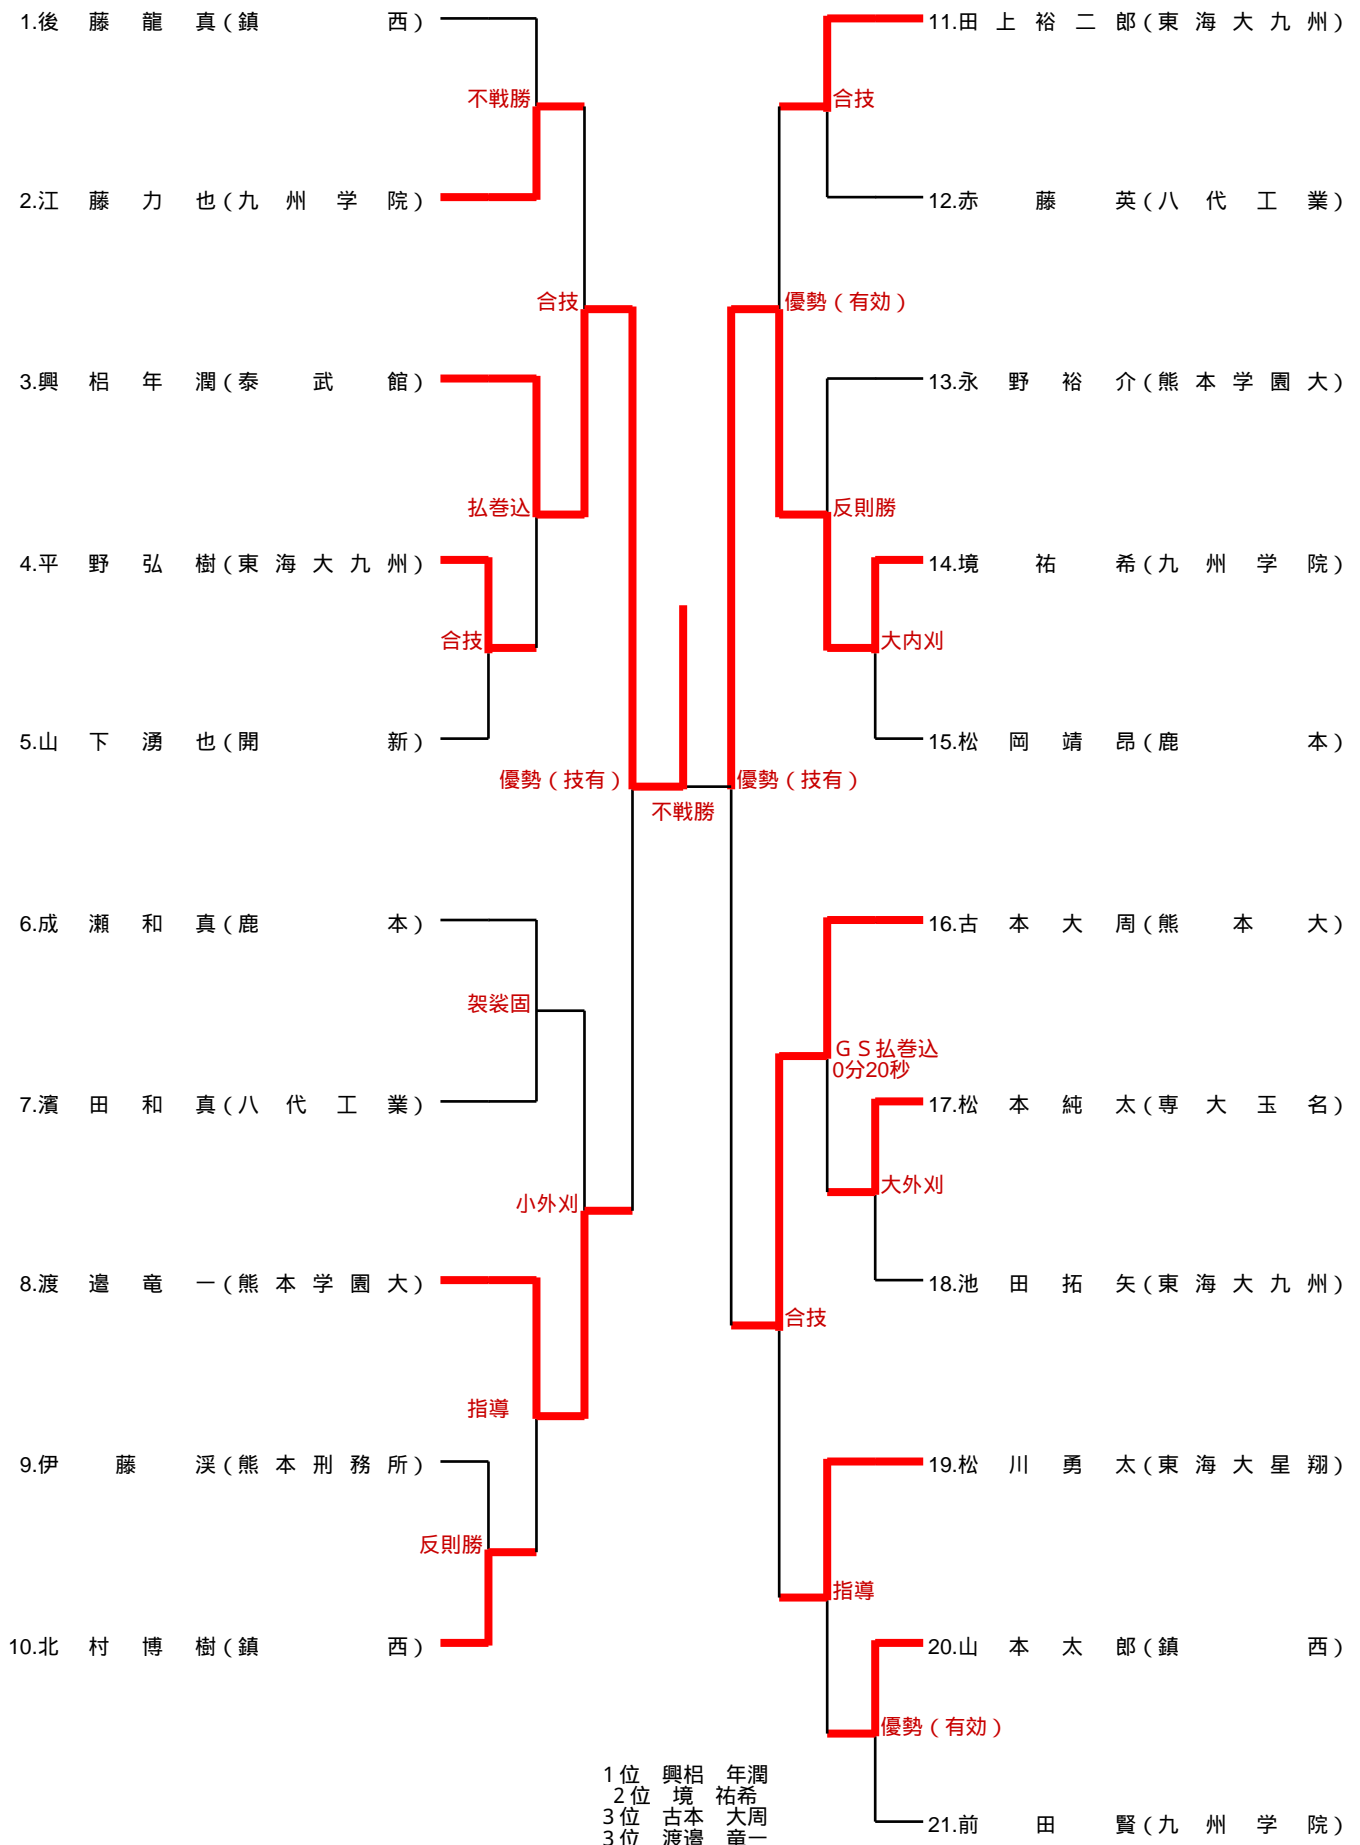 1.後藤龍真(鎮西)
不戦勝
2.江藤力也(九州学院)
合技
3.興梠年潤(泰武館)
払巻込
4.平野弘樹(東海大九州)
合技
5.山下湧也(開新)
優勢(技有)
6.成瀬和真(鹿本)
袈裟固
7.濱田和真(八代工業)
小外刈
8.渡邉竜一(熊本学園大)
指導
9.伊藤渓(熊本刑務所)
反則勝
10.北村博樹(鎮西)
不戦勝
11.田上裕二郎(東海大九州)
合技
12.赤藤英(八代工業)
優勢(有効)
13.永野裕介(熊本学園大)
反則勝
14.境祐希(九州学院)
大内刈
15.松岡靖昂(鹿本)
優勢(技有)
16.古本大周(熊本大)
GS払巻込
0分20秒
17.松本純太(専大玉名)
大外刈
18.池田拓矢(東海大九州)
合技
19.松川勇太(東海大星翔)
指導
20.山本太郎(鎮西)
優勢(有効)
21.前田賢(九州学院)
1位 興梠 年潤
2位 境 祐希
3位 古本 大周
3位 渡邉 竜一